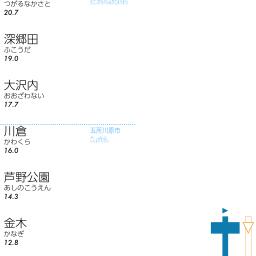 つがるなかさと
20.7
深郷田
ふこうだ
19.0
大沢内
おおざわない
17.7
川倉
かわくら
16.0
五所川原市
芦野公園
あしのこうえん
14.3
金木
かなぎ
12.8